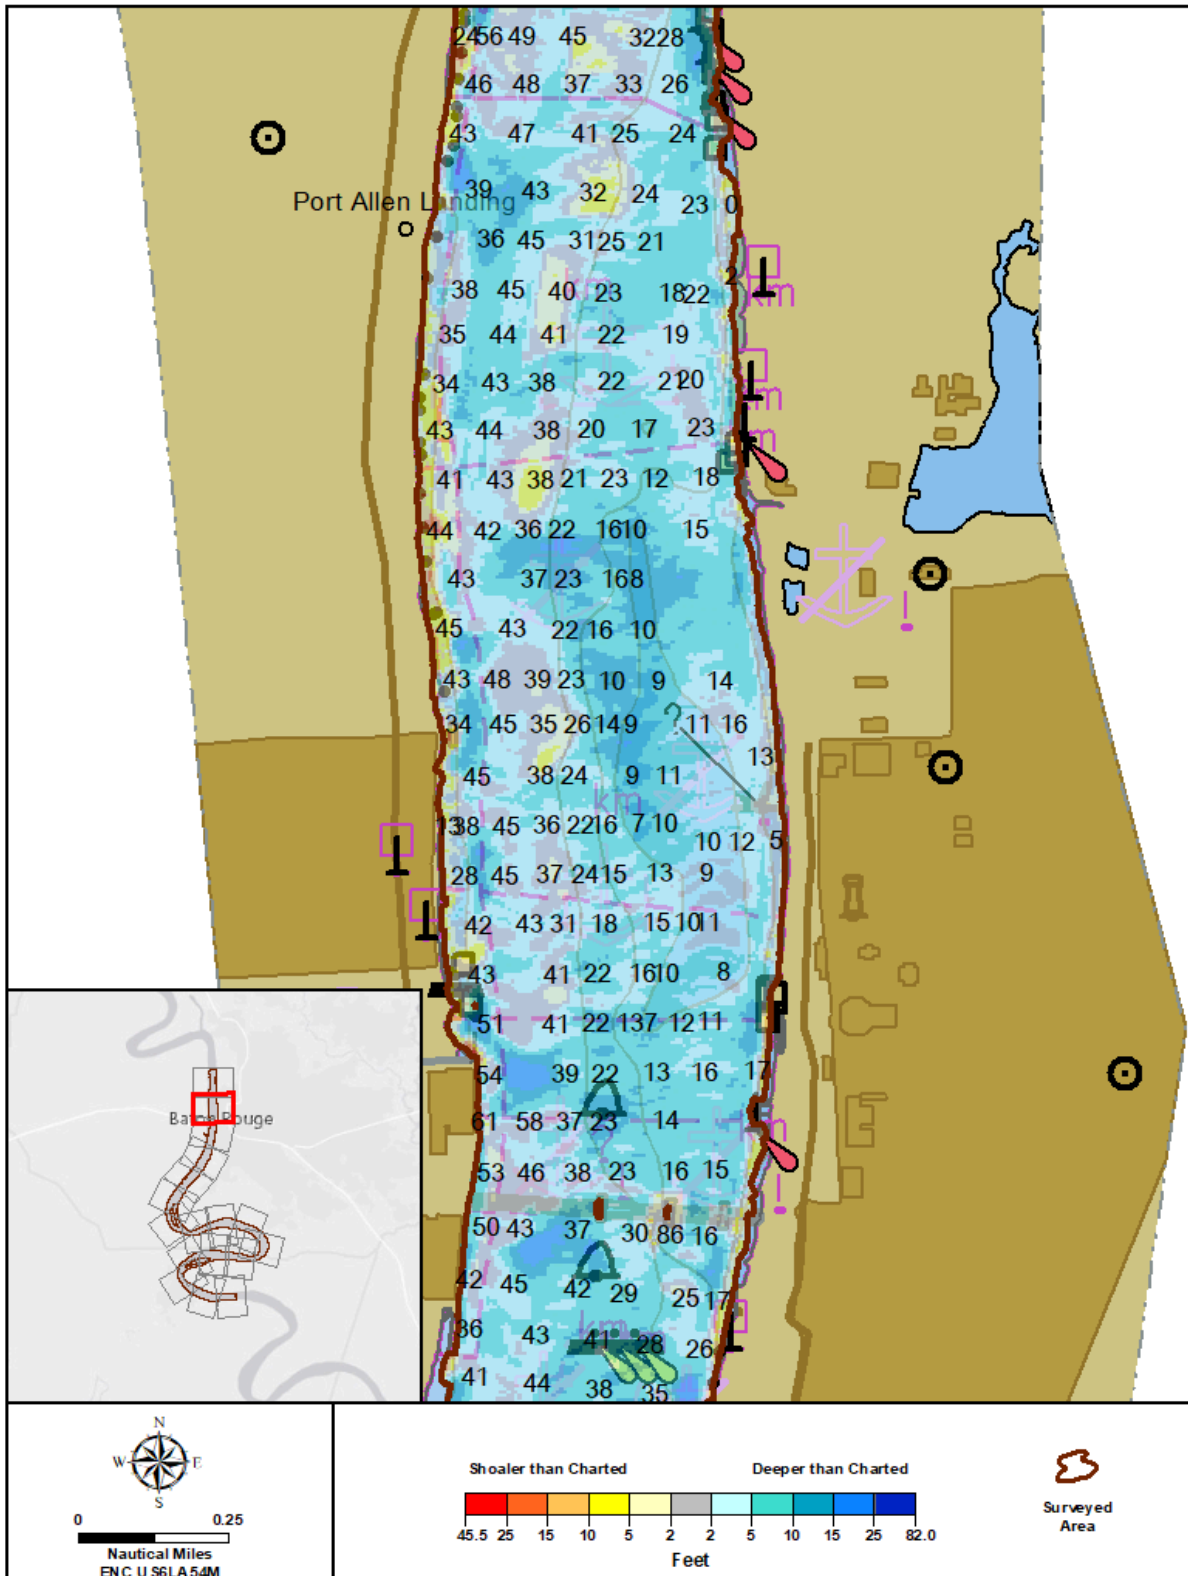 24 56 49 45 32 28
46 48 37 33 26
43 47 41 25 24
39 43 32 24 23 0
Port Allen Landing
36 45 31 25 21
2
38 45 40 23 18 22
km km
35 44 41 22 19
34 43 38 22 21 20
km
43 44 38 20 17 23
km
41 43 38 21 23 12 18
44 42 36 22 16 10 15
43 37 23 16 8
45 43 22 16 10
43 48 39 23 10 9 14
34 45 35 26 14 9 ? 11 16
13
45 38 24 9 11
km
13 38 45 36 22 16 7 10
10 12 5
28 45 37 24 15 13 9
42 43 31 18 15 10 11
43 41 22 16 10 8
51 41 22 13 7 12 11
54 39 22 13 16 17
61 58 37 23 14
53 46 38 23 16 15
50 43 37 30 86 16
42 45 42 29 25 17
km
36 43 41 28 26
41 44 38 35
Baton Rouge
N
W E
S
0 0.25
Nautical Miles
ENC US6LA54M
Shoaler than Charted Deeper than Charted
45.5 25 15 10 5 2 2 5 10 15 25 82.0
Feet
Surveyed
Area